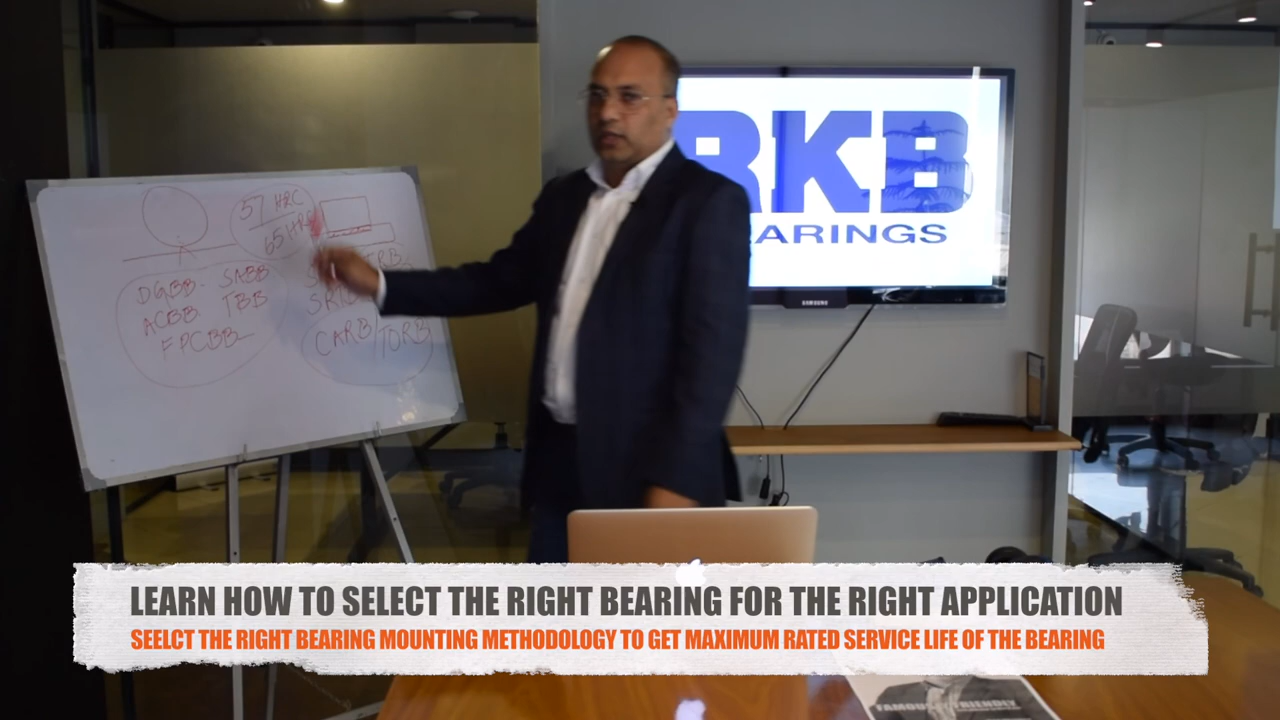 57 HRC
65 HRC
DGBB SABB
ACBB TBB
FPCBB
CARB/TORB
RKB
ARINGS
SAMSUNG
LEARN HOW TO SELECT THE RIGHT BEARING FOR THE RIGHT APPLICATION
SEELCT THE RIGHT BEARING MOUNTING METHODOLOGY TO GET MAXIMUM RATED SERVICE LIFE OF THE BEARING